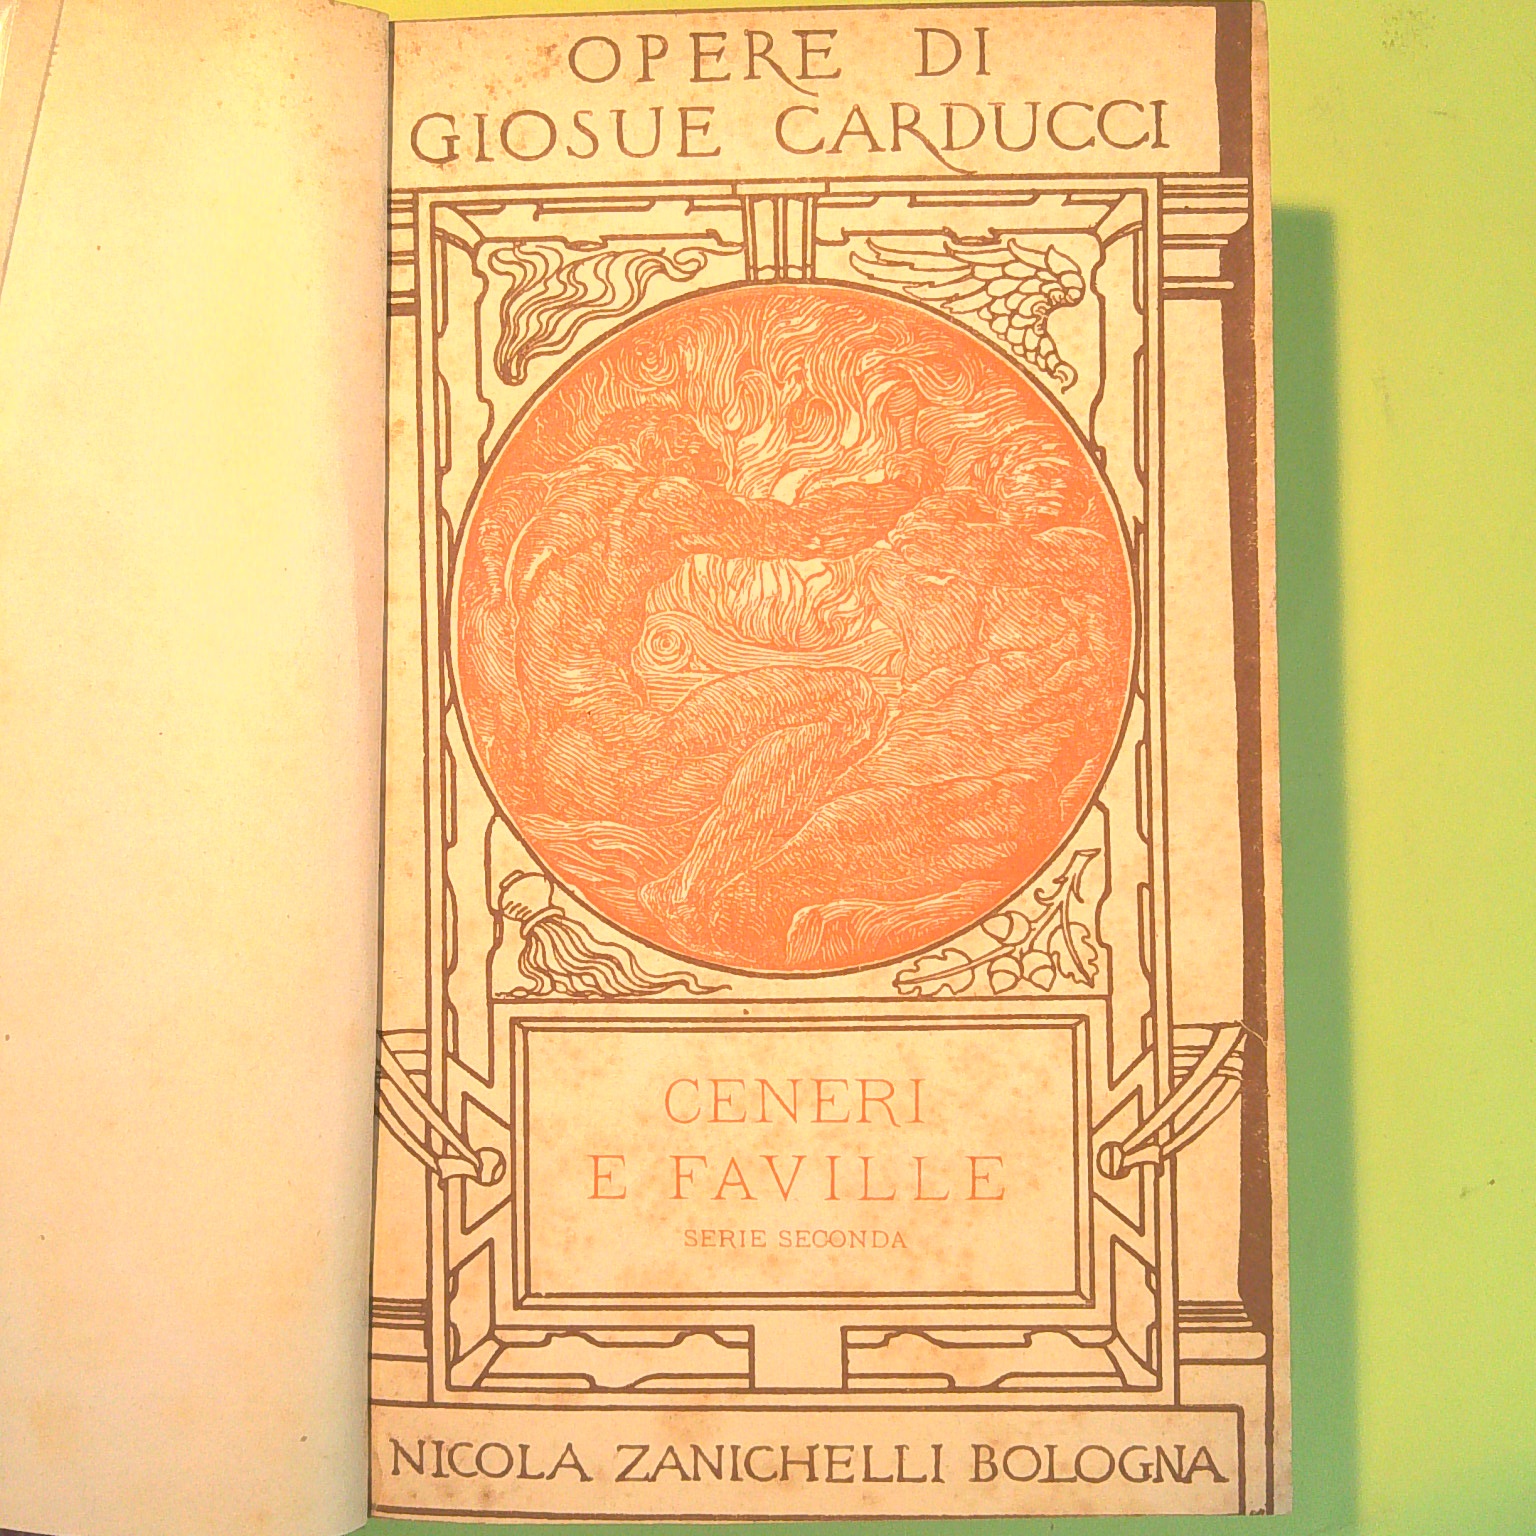 OPERE DI
GIOSUE CARDUCCI
CENERI
E FAVILLE
SERIE SECONDA
NICOLA ZANICHELLI BOLOGNA